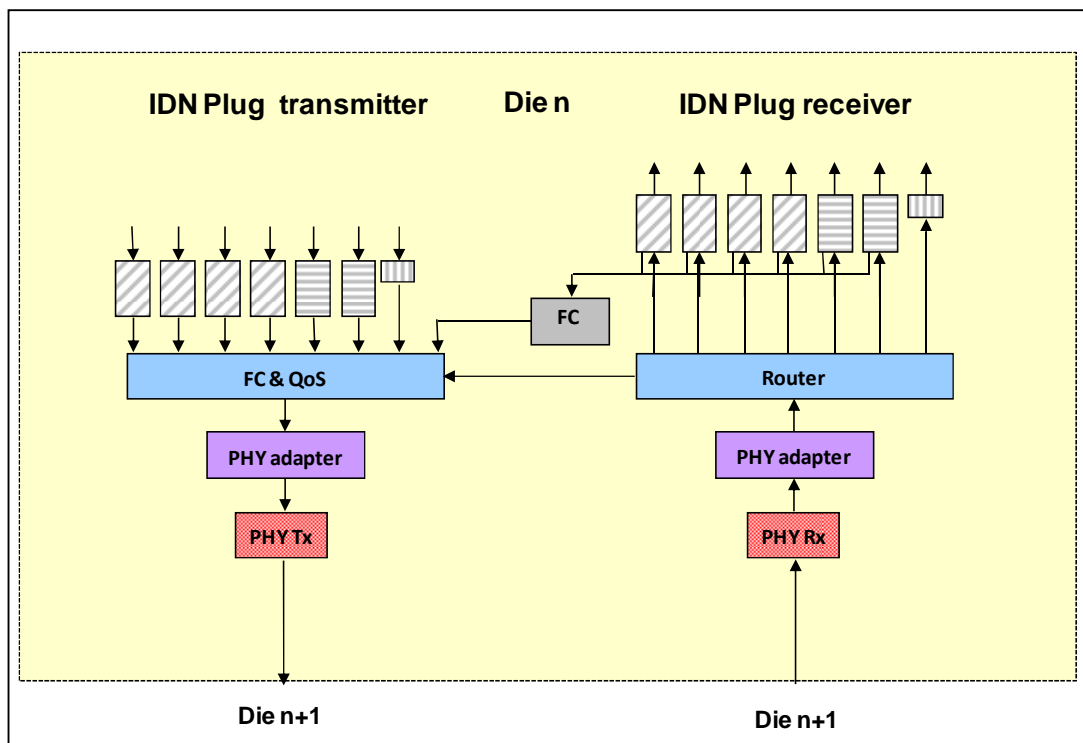 IDN Plug transmitter
Die n
IDN Plug receiver
FC
FC & QoS
Router
PHY adapter
PHY adapter
PHY Tx
PHY Rx
Die n+1
Die n+1